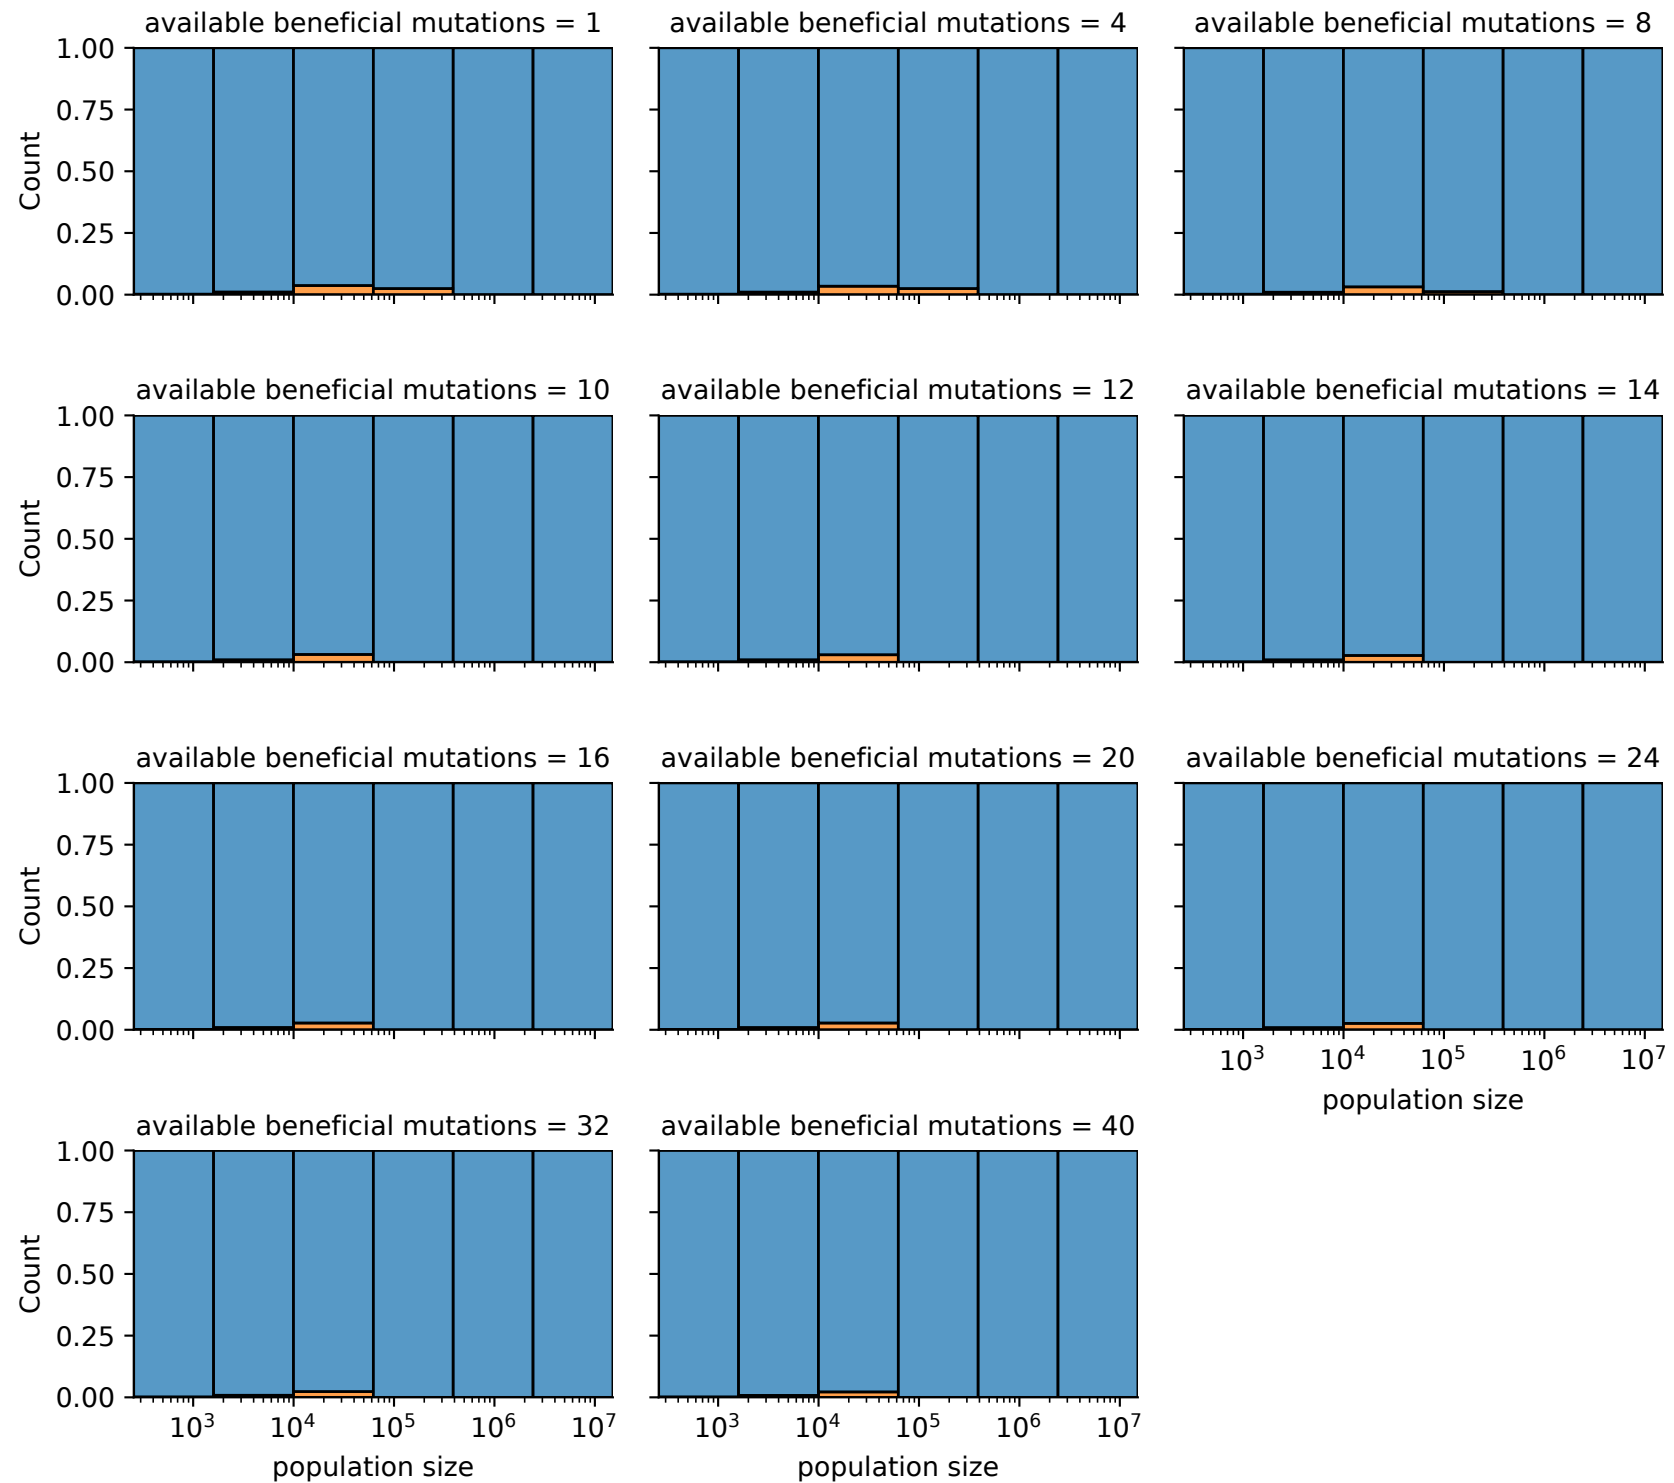 available beneficial mutations = 1
available beneficial mutations = 4
available beneficial mutations = 8
1.00
0.75
0.50
0.25
0.00
Count
available beneficial mutations = 10
available beneficial mutations = 12
available beneficial mutations = 14
1.00
0.75
0.50
0.25
0.00
Count
available beneficial mutations = 16
available beneficial mutations = 20
available beneficial mutations = 24
1.00
0.75
0.50
0.25
0.00
Count
10³ 10⁴ 10⁵ 10⁶ 10⁷
population size
available beneficial mutations = 32
available beneficial mutations = 40
1.00
0.75
0.50
0.25
0.00
Count
10³ 10⁴ 10⁵ 10⁶ 10⁷
10³ 10⁴ 10⁵ 10⁶ 10⁷
population size
population size